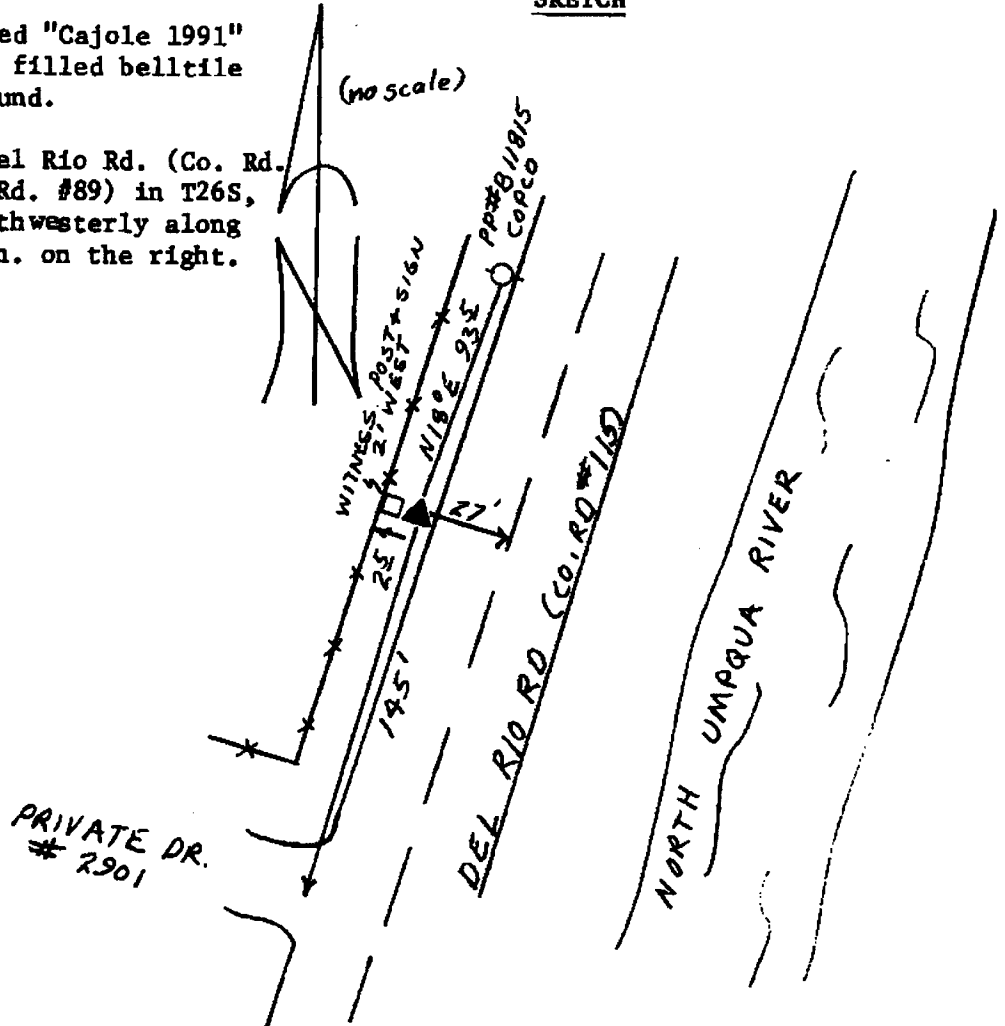 SKETCH
ed "Cajole 1991"
filled belltile
und.
el Rio Rd. (Co. Rd.
Rd. #89) in T26S,
thwesterly along
n. on the right.
(no scale)
PP#B11815
COPCO
WITNESS POST & SIGN
2' WEST
N18°E 93.5
27'
25'
145'
DEL RIO RD (CO. RD #115)
NORTH UMPQUA RIVER
PRIVATE DR.
# 2901